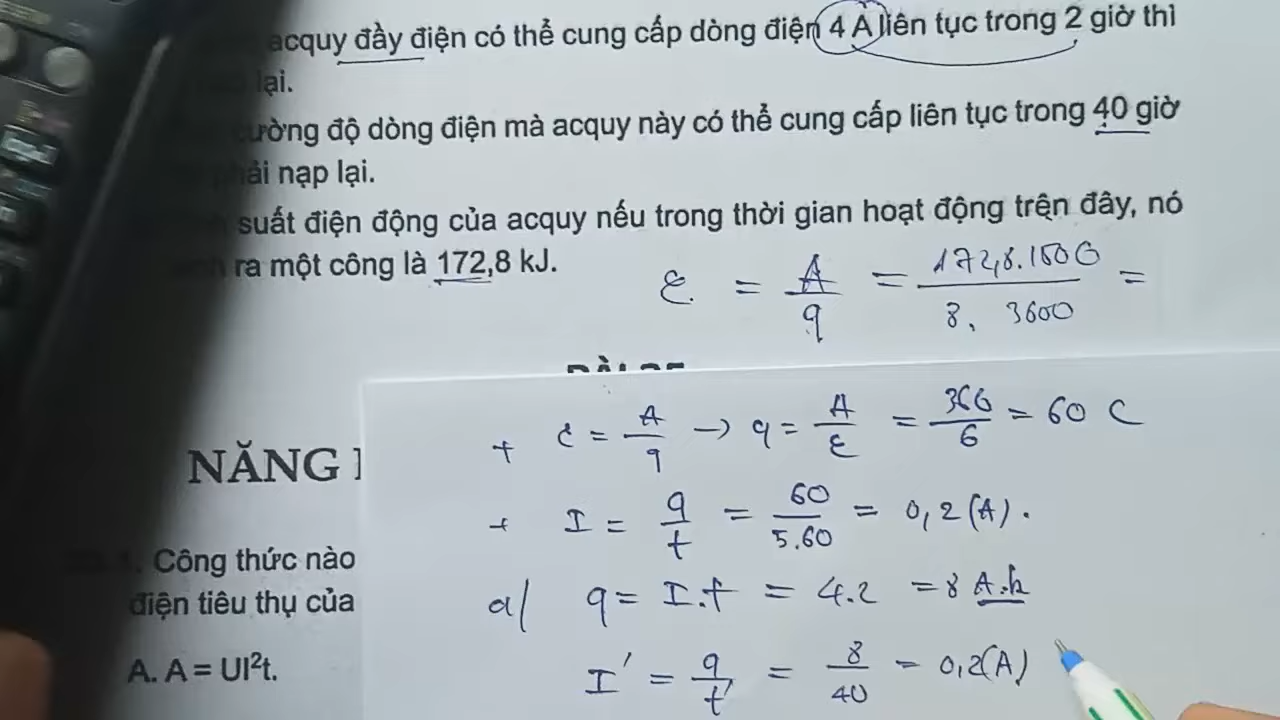 acquy đầy điện có thể cung cấp dòng điện 4 A liên tục trong 2 giờ thì
lại.
cường độ dòng điện mà acquy này có thể cung cấp liên tục trong 40 giờ
phải nạp lại.
suất điện động của acquy nếu trong thời gian hoạt động trên đây, nó
ra một công là 172,8 kJ.
ℰ = A/q = 172,8.1000/8. 3600 =
NĂNG
+ ℰ = A/q → q = A/ℰ = 360/6 = 60 C
+ I = q/t = 60/5.60 = 0,2 (A).
Công thức nào
điện tiêu thụ của
a/ q = I.t = 4.2 = 8 A.h
A. A = UI²t.
I' = q/t' = 8/40 = 0,2(A)